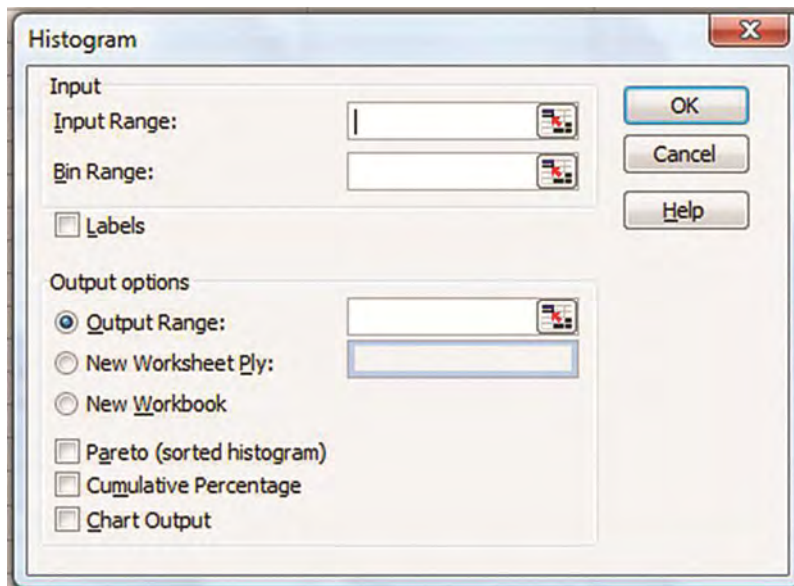 Histogram
Input
Input Range:
Bin Range:
Labels
OK
Cancel
Help
Output options
Output Range:
New Worksheet Ply:
New Workbook
Pareto (sorted histogram)
Cumulative Percentage
Chart Output